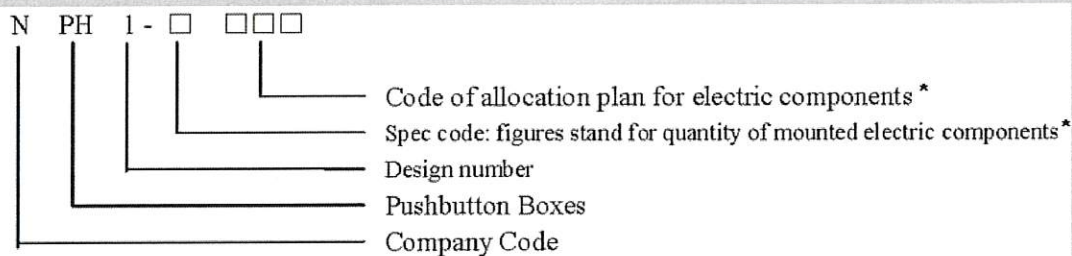 N PH 1 - □ □□□
Code of allocation plan for electric components *
Spec code: figures stand for quantity of mounted electric components*
Design number
Pushbutton Boxes
Company Code